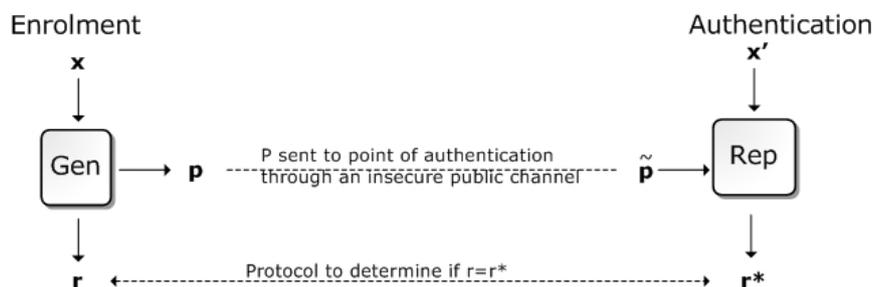 Enrolment
Authentication
x
x'
Gen
p
P sent to point of authentication
through an insecure public channel
p̃
Rep
r
Protocol to determine if r=r*
r*